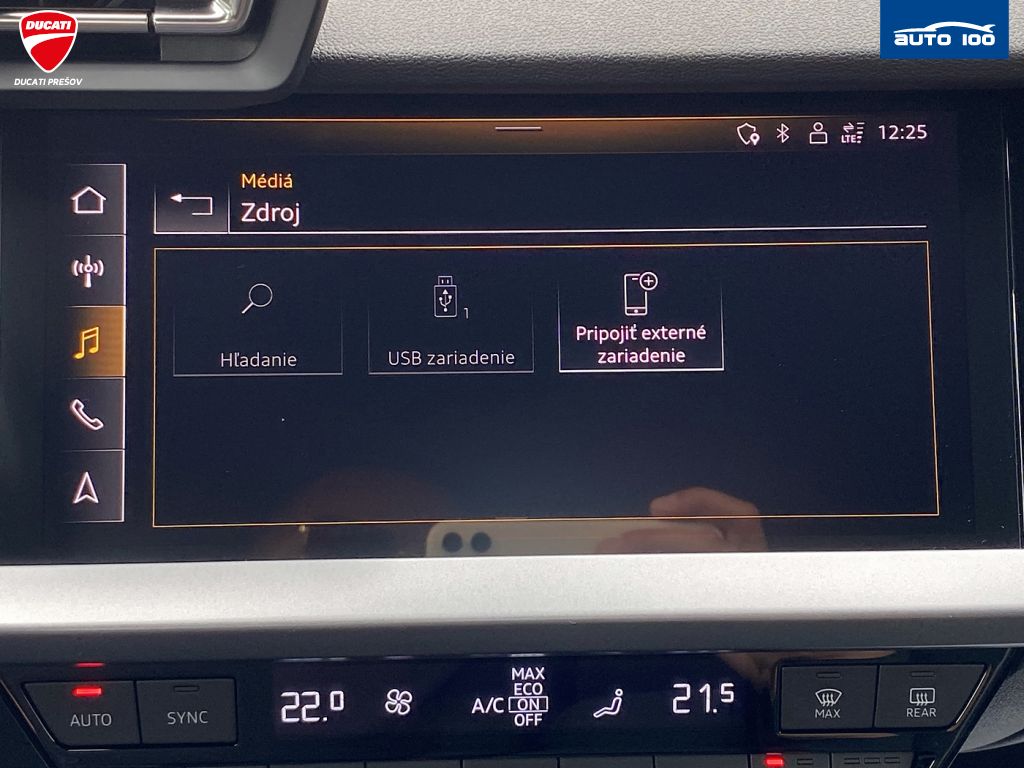 DUCATI
DUCATI PREŠOV
AUTO 100
LTE
12:25
Médiá
Zdroj
Hľadanie
1
USB zariadenie
Pripojiť externé
zariadenie
AUTO
SYNC
22.0
A/C
MAX
ECO
ON
OFF
21.5
MAX
REAR